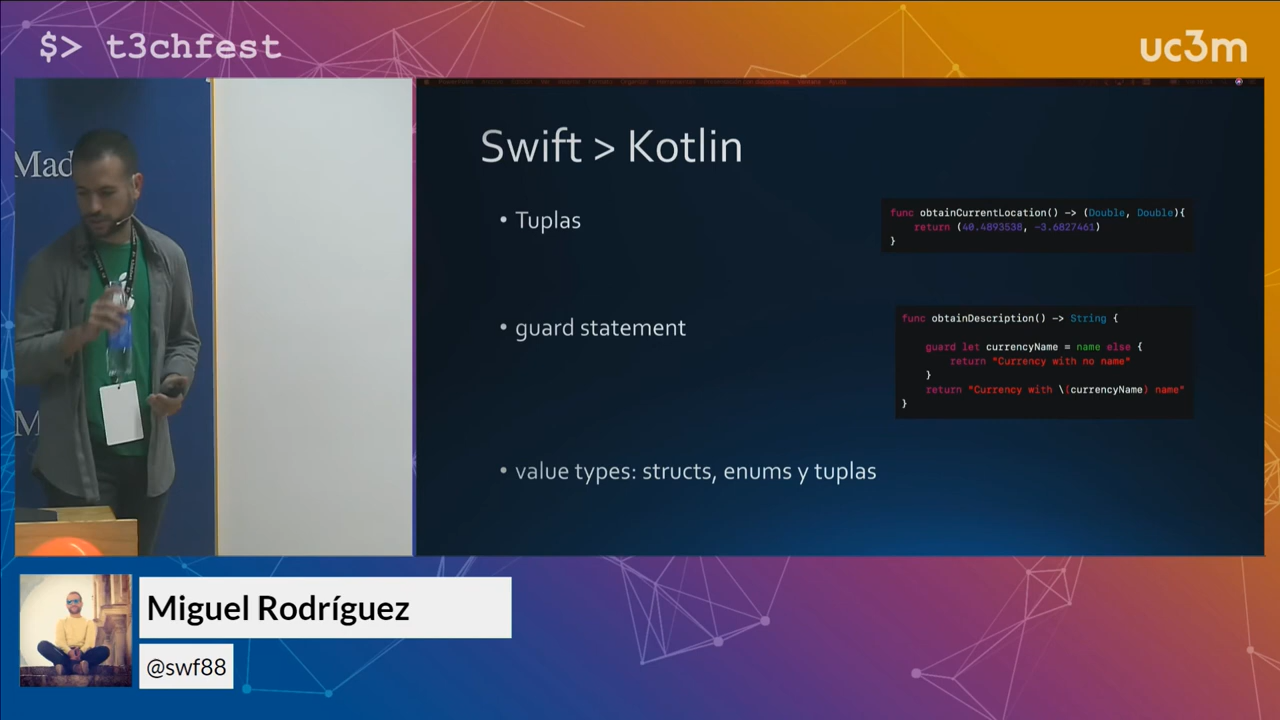 $> t3chfest
uc3m
Mad
M
Swift > Kotlin
• Tuplas
func obtainCurrentLocation() -> (Double, Double){
return (40.4893538, -3.6827461)
}
• guard statement
func obtainDescription() -> String {
guard let currencyName = name else {
return "Currency with no name"
}
return "Currency with \(currencyName) name"
}
• value types: structs, enums y tuplas
Miguel Rodríguez
@swf88